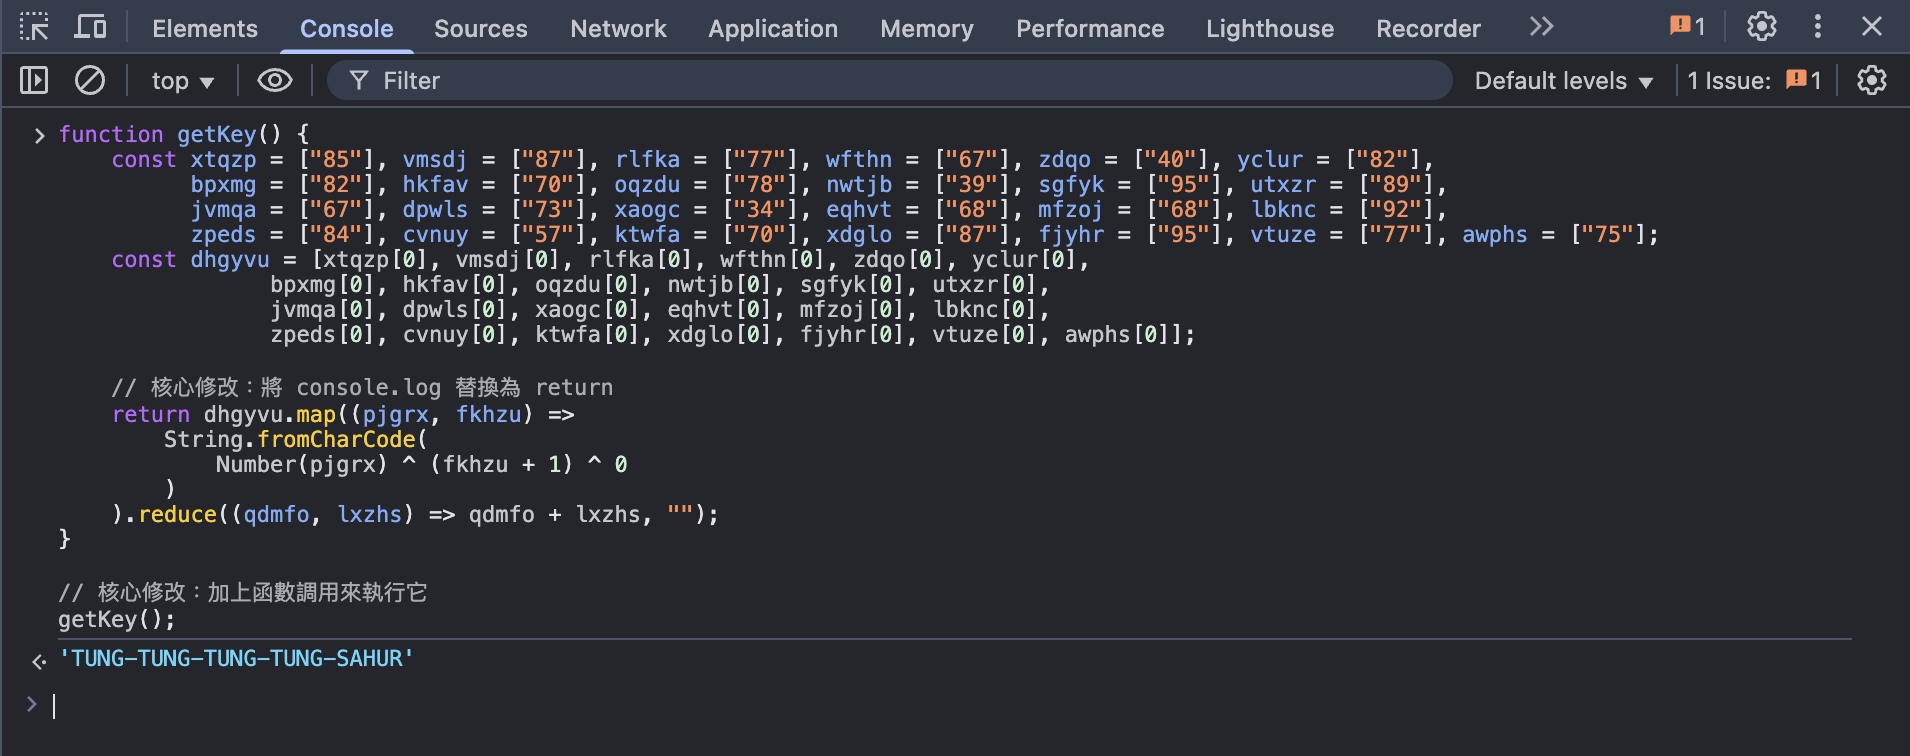 Elements Console Sources Network Application Memory Performance Lighthouse Recorder 1
top Filter Default levels 1 Issue: 1
function getKey() {
    const xtqzp = ["85"], vmsdj = ["87"], rlfka = ["77"], wfthn = ["67"], zdqo = ["40"], yclur = ["82"],
          bpxmg = ["82"], hkfav = ["70"], oqzdu = ["78"], nwtjb = ["39"], sgfyk = ["95"], utxzr = ["89"],
          jvmqa = ["67"], dpwls = ["73"], xaogc = ["34"], eqhvt = ["68"], mfzoj = ["68"], lbknc = ["92"],
          zpeds = ["84"], cvnuy = ["57"], ktwfa = ["70"], xdglo = ["87"], fjyhr = ["95"], vtuze = ["77"], awphs = ["75"];
    const dhgyvu = [xtqzp[0], vmsdj[0], rlfka[0], wfthn[0], zdqo[0], yclur[0],
                bpxmg[0], hkfav[0], oqzdu[0], nwtjb[0], sgfyk[0], utxzr[0],
                jvmqa[0], dpwls[0], xaogc[0], eqhvt[0], mfzoj[0], lbknc[0],
                zpeds[0], cvnuy[0], ktwfa[0], xdglo[0], fjyhr[0], vtuze[0], awphs[0]];
    // 核心修改：將 console.log 替換為 return
    return dhgyvu.map((pjgrx, fkhzu) =>
        String.fromCharCode(
            Number(pjgrx) ^ (fkhzu + 1) ^ 0
        )
    ).reduce((qdmfo, lxzhs) => qdmfo + lxzhs, "");
}
// 核心修改：加上函數調用來執行它
getKey();
'TUNG-TUNG-TUNG-TUNG-SAHUR'